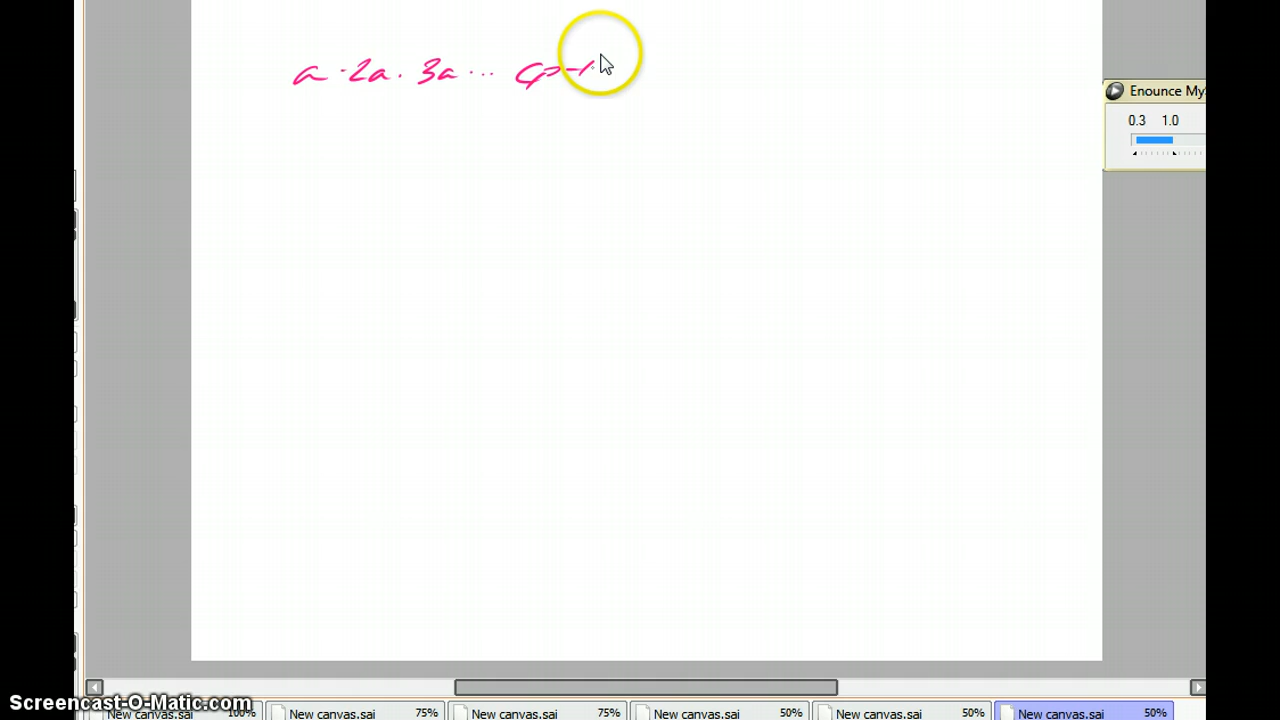 a · 2a · 3a ... (p-1
Enounce My
0.3 1.0
Screencast-O-Matic.com
New canvas.sai 100% New canvas.sai 75% New canvas.sai 75% New canvas.sai 50% New canvas.sai 50% New canvas.sai 50%